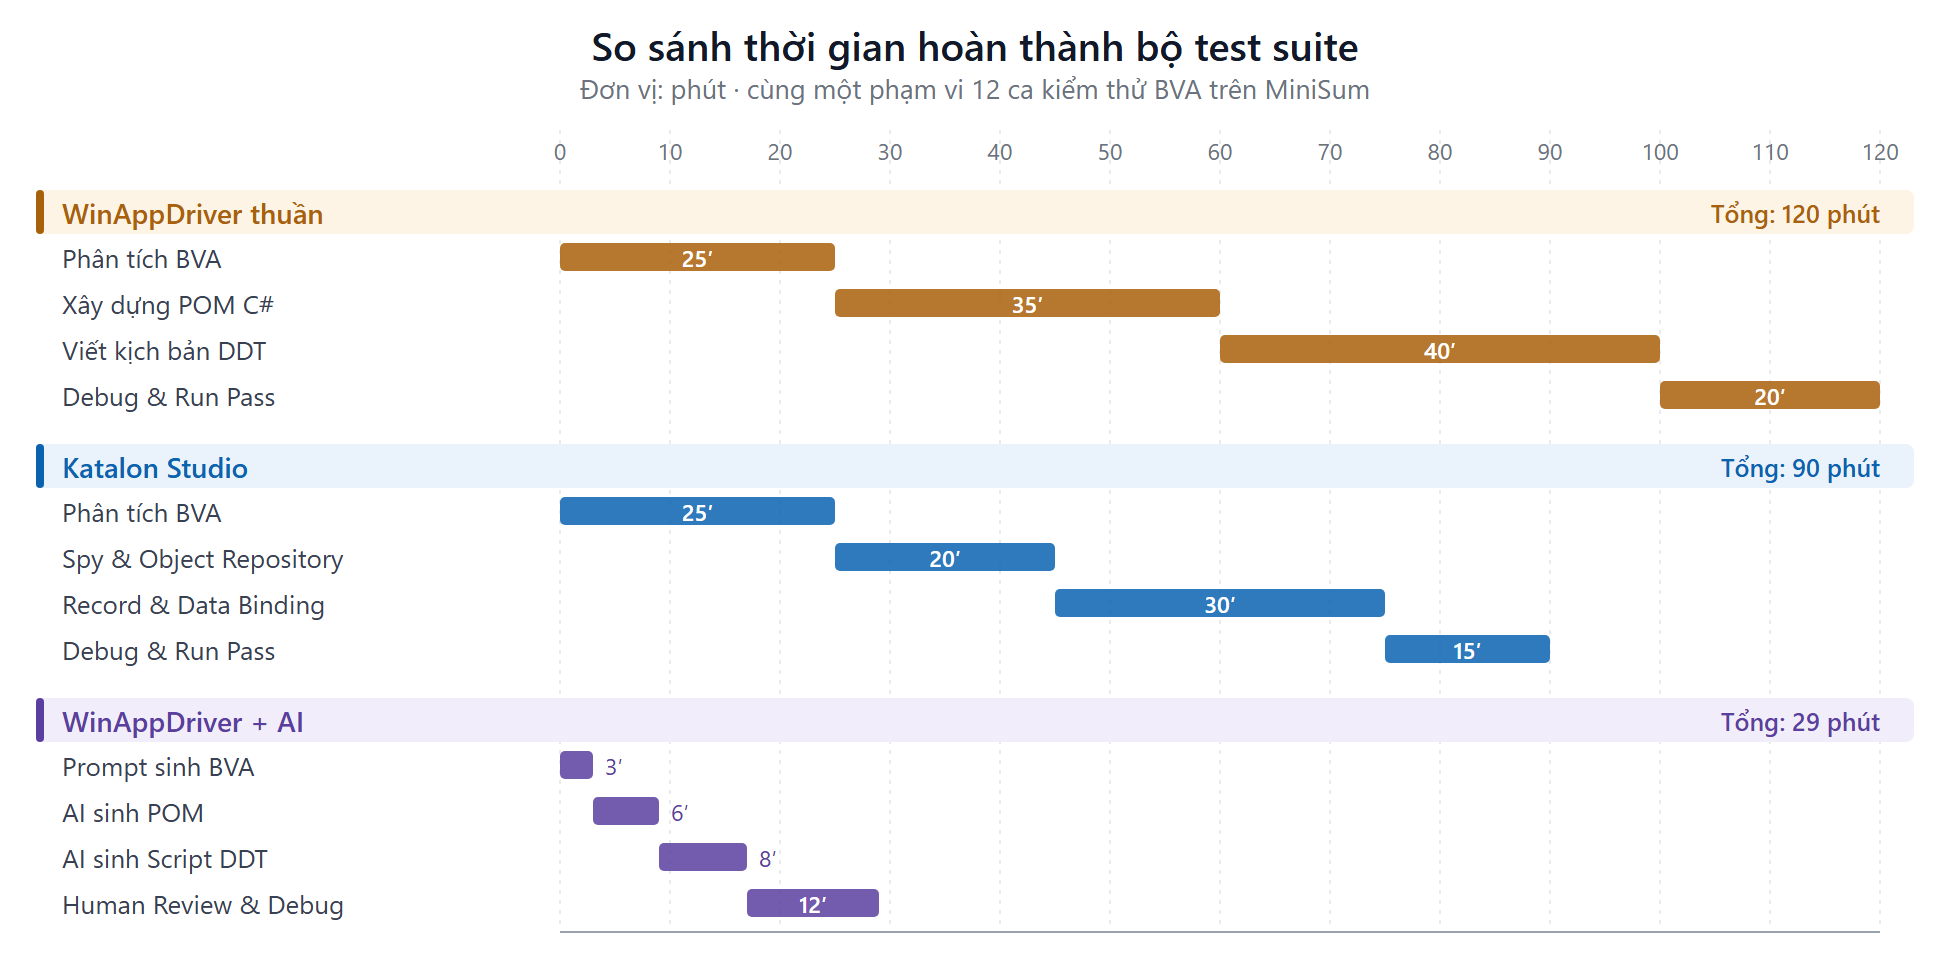 So sánh thời gian hoàn thành bộ test suite
Đơn vị: phút · cùng một phạm vi 12 ca kiểm thử BVA trên MiniSum
0 10 20 30 40 50 60 70 80 90 100 110 120
WinAppDriver thuần Tổng: 120 phút
Phân tích BVA 25′
Xây dựng POM C# 35′
Viết kịch bản DDT 40′
Debug & Run Pass 20′
Katalon Studio Tổng: 90 phút
Phân tích BVA 25′
Spy & Object Repository 20′
Record & Data Binding 30′
Debug & Run Pass 15′
WinAppDriver + AI Tổng: 29 phút
Prompt sinh BVA 3′
AI sinh POM 6′
AI sinh Script DDT 8′
Human Review & Debug 12′